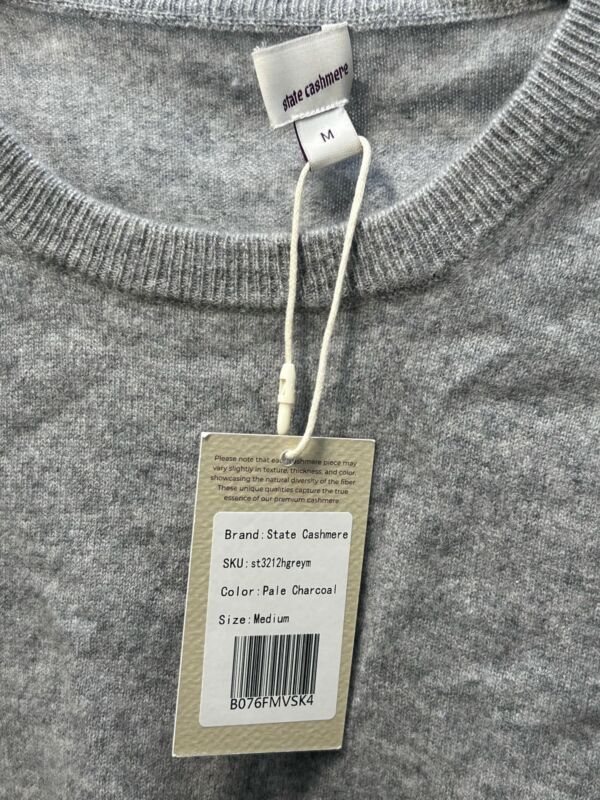 state cashmere
M
Please note that each cashmere piece may
vary slightly in texture, thickness, and color,
showcasing the natural diversity of the fiber
These unique qualities capture the true
essence of our premium cashmere.
Brand:State Cashmere
SKU:st3212hgreym
Color:Pale Charcoal
Size:Medium
B076FMVSK4